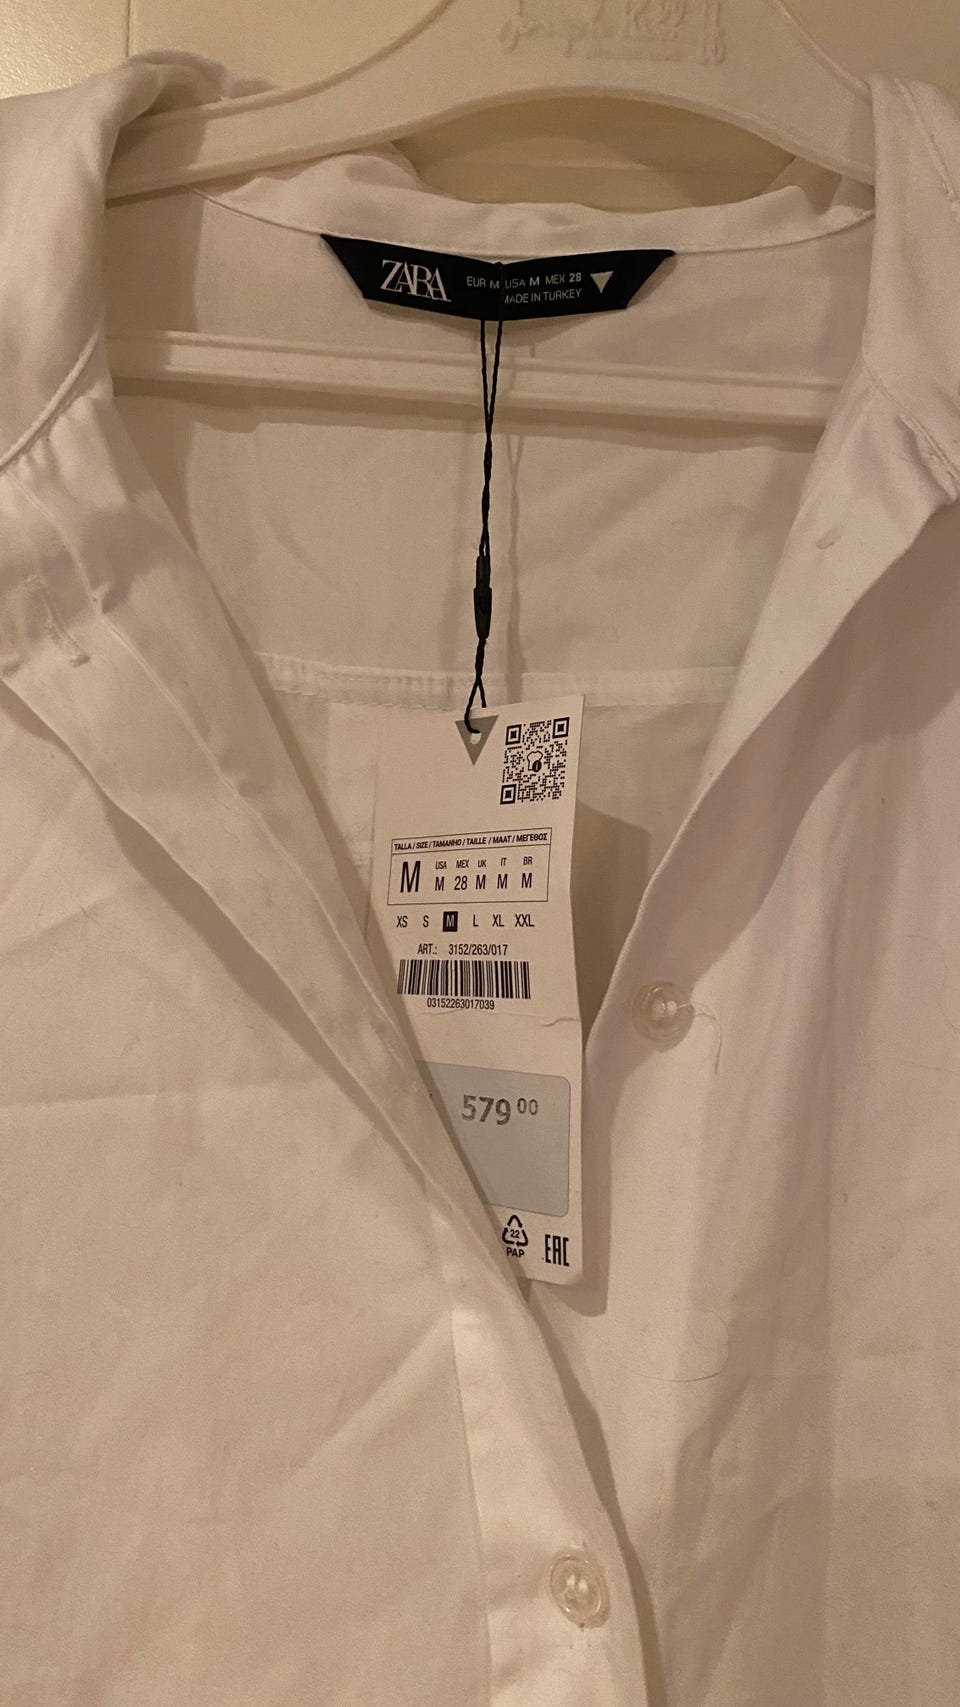 ZARA
EUR M USA M MEX 28
MADE IN TURKEY
TALLA / SIZE / TAMANHO / TAILLE / MAAT / ΜΕΓΕΘΟΣ
USA MEX UK IT BR
M M 28 M M M
XS S M L XL XXL
ART.: 3152/263/017
03152263017039
579 00
22
PAP
EAC